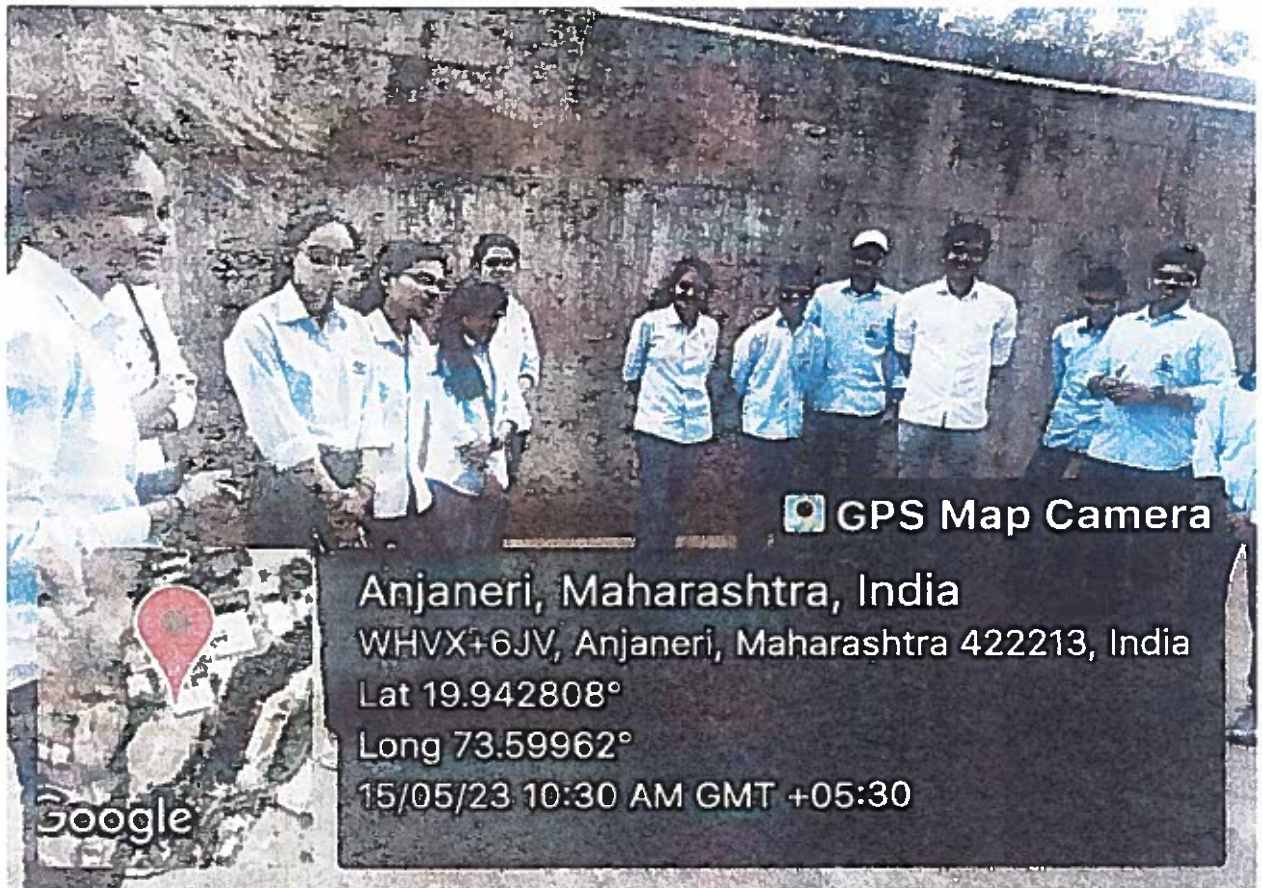 GPS Map Camera
Anjaneri, Maharashtra, India
WHVX+6JV, Anjaneri, Maharashtra 422213, India
Lat 19.942808°
Long 73.59962°
15/05/23 10:30 AM GMT +05:30
Google